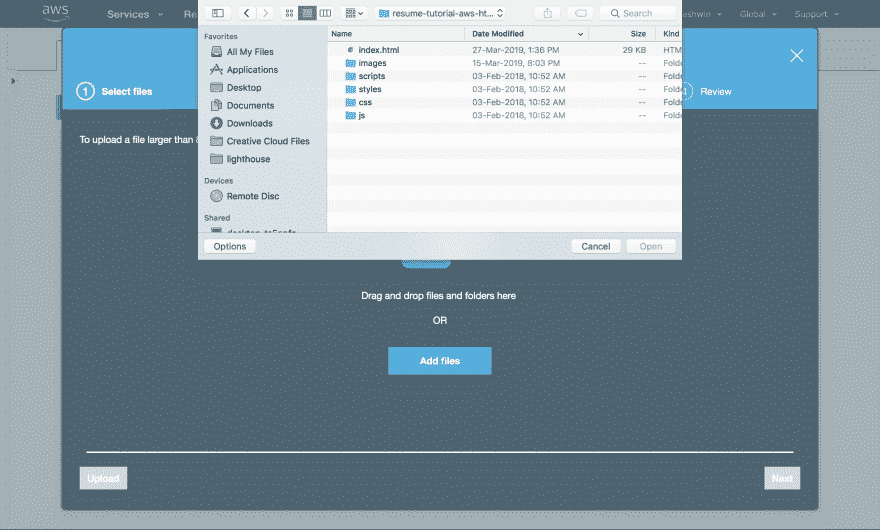 aws
Services
Re
resume-tutorial-aws-ht...
Search
Global
Support
1 Select files
Review
To upload a file larger than
Favorites
All My Files
Applications
Desktop
Documents
Downloads
Creative Cloud Files
lighthouse
Devices
Remote Disc
Shared
Name Date Modified Size Kind
index.html 27-Mar-2019, 1:36 PM 29 KB HTM
images 15-Mar-2019, 8:03 PM -- Folde
scripts 03-Feb-2018, 10:52 AM -- Folde
styles 03-Feb-2018, 10:52 AM -- Folde
css 03-Feb-2018, 10:52 AM -- Folde
js 03-Feb-2018, 10:52 AM -- Folde
Options
Cancel
Open
Drag and drop files and folders here
OR
Add files
Upload
Next